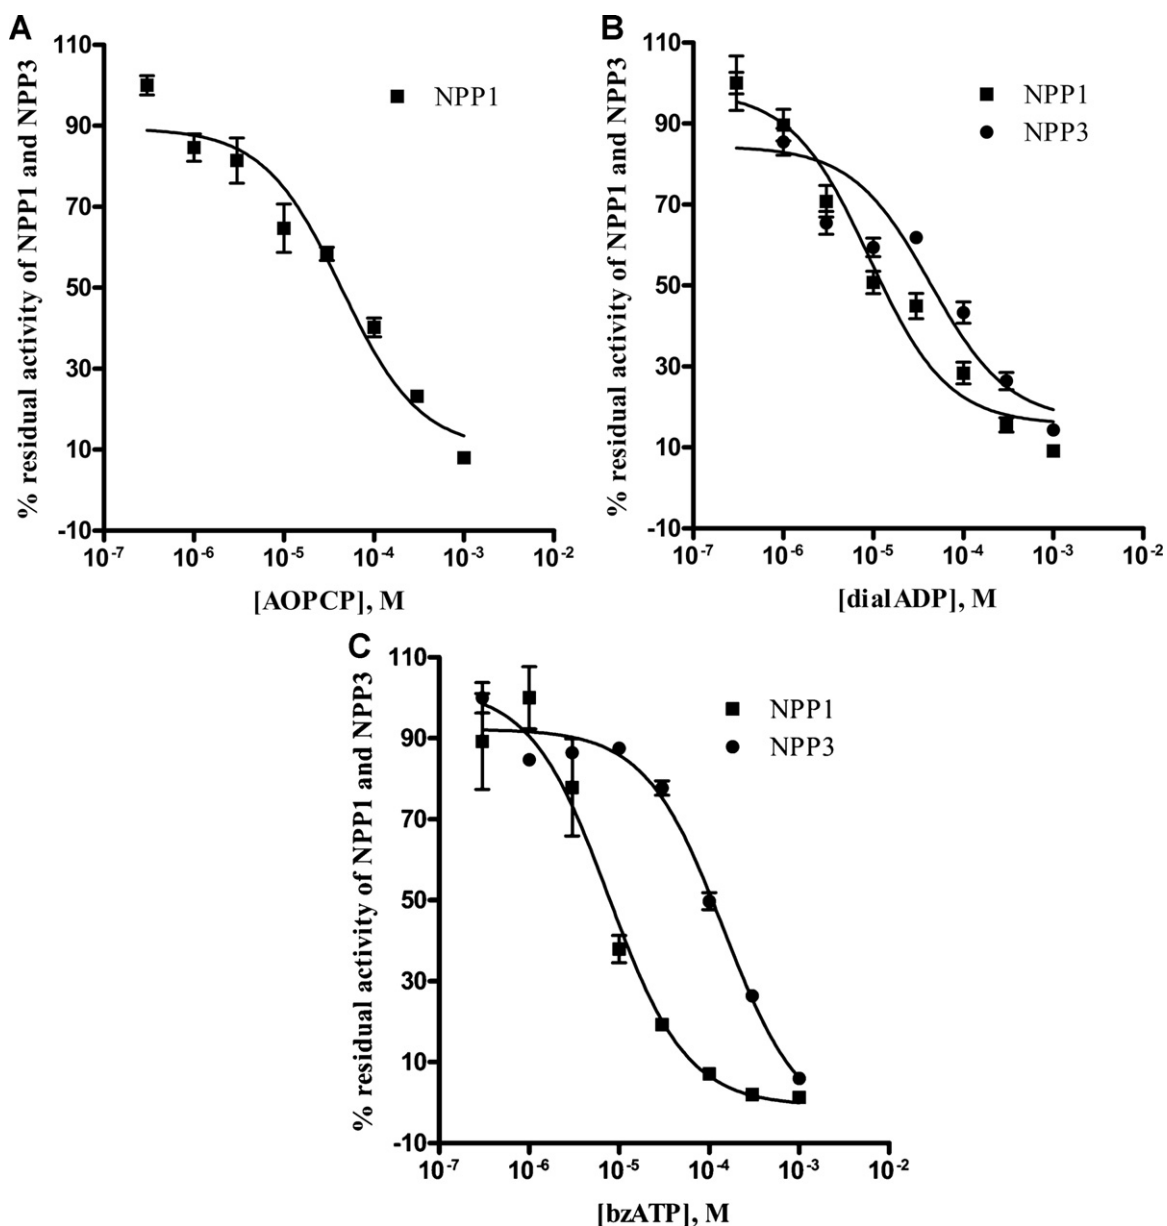 A
% residual activity of NPP1 and NPP3
110
90
70
50
30
10
-10
NPP1
10-7
10-6
10-5
10-4
10-3
10-2
[AOPCP], M
B
% residual activity of NPP1 and NPP3
110
90
70
50
30
10
-10
NPP1
NPP3
10-7
10-6
10-5
10-4
10-3
10-2
[dialADP], M
C
% residual activity of NPP1 and NPP3
110
90
70
50
30
10
-10
NPP1
NPP3
10-7
10-6
10-5
10-4
10-3
10-2
[bzATP], M